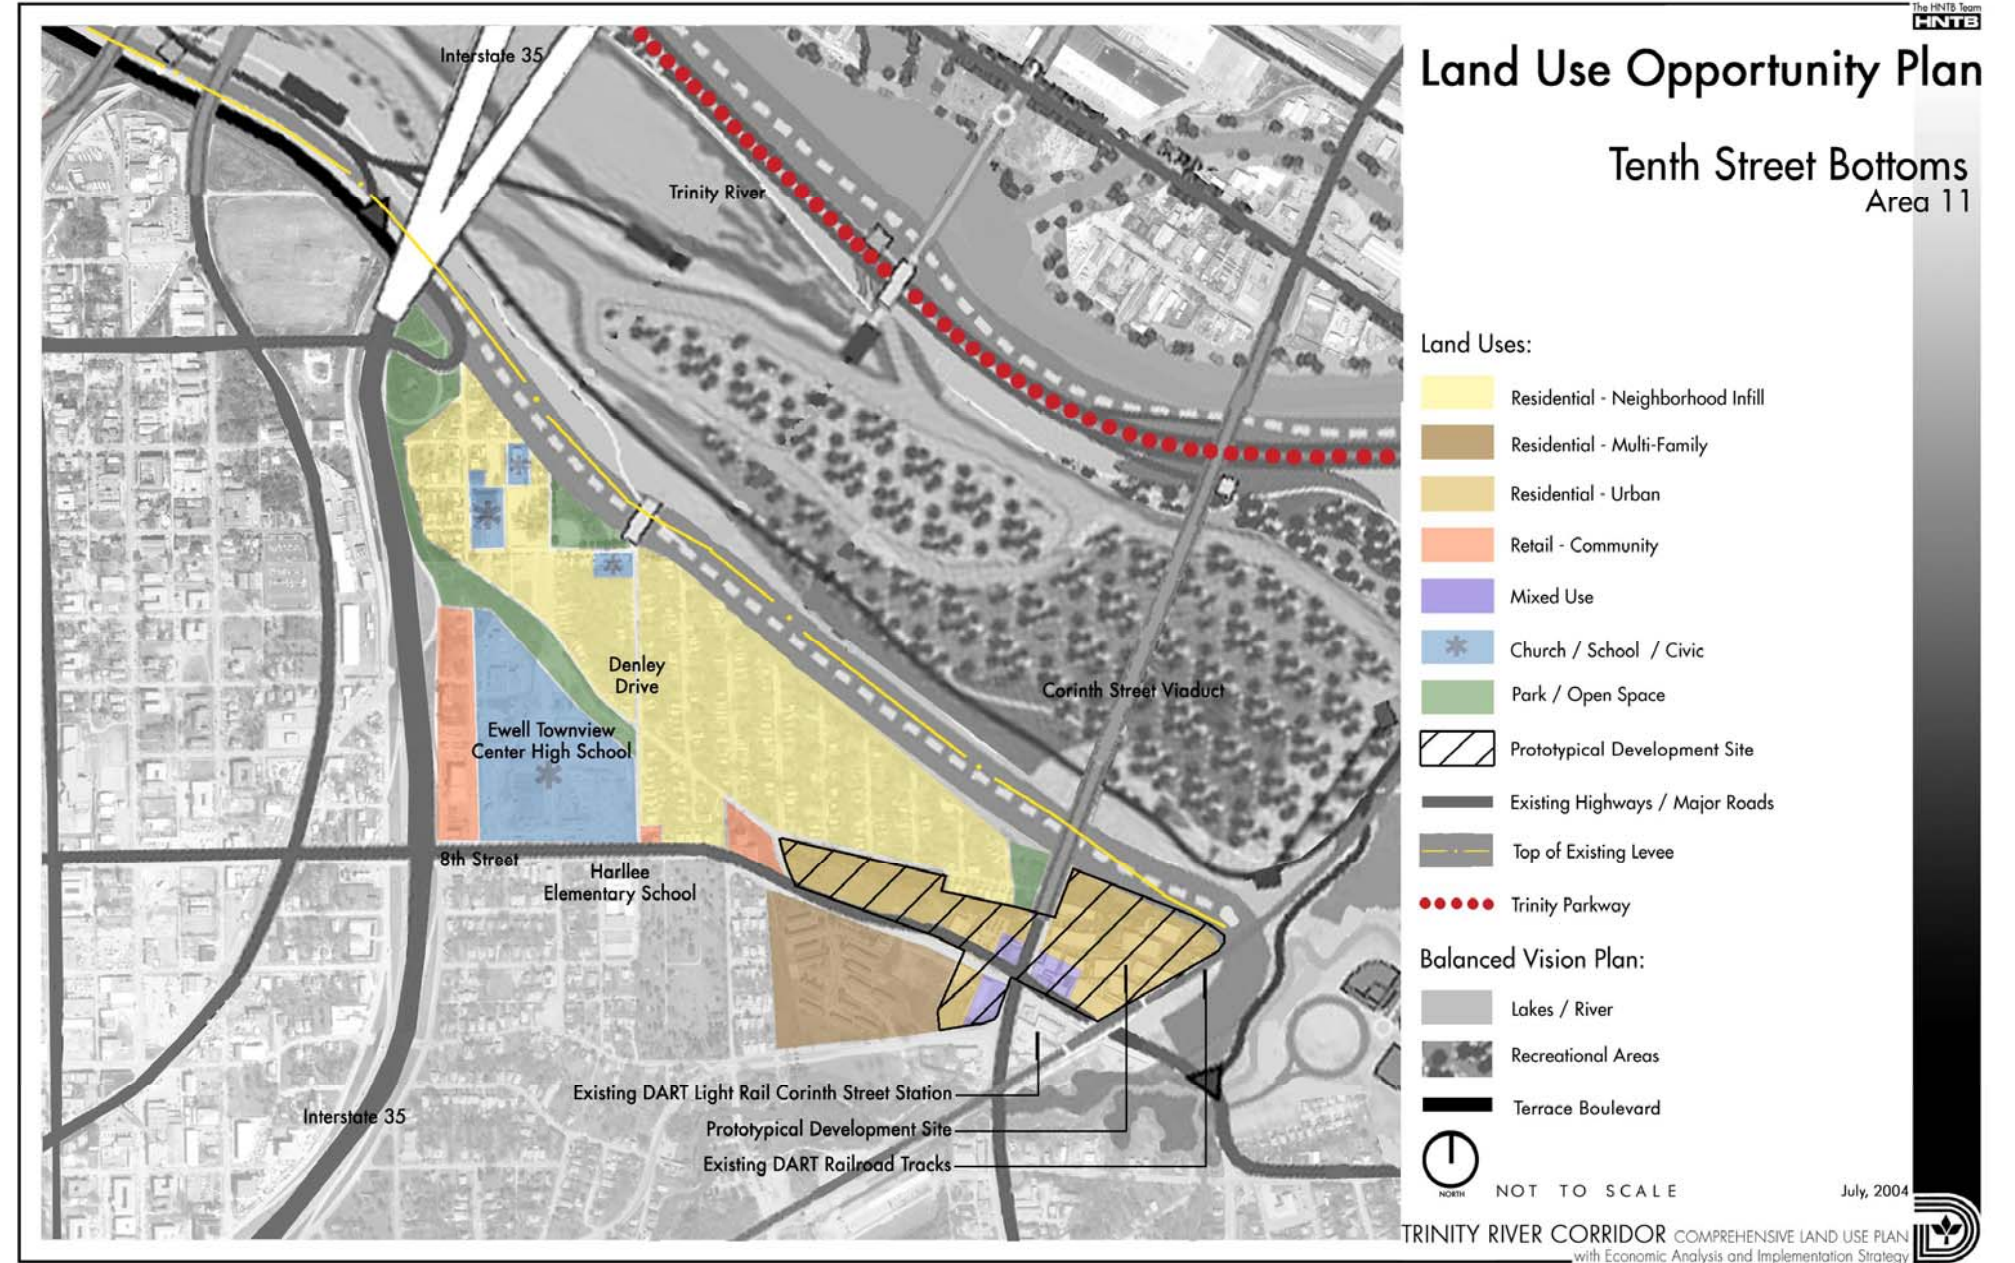 The HNTB Team
HNTB
Land Use Opportunity Plan
Tenth Street Bottoms
Area 11
Interstate 35
Trinity River
Denley
Drive
Corinth Street Viaduct
Ewell Townview
Center High School
8th Street
Harllee
Elementary School
Interstate 35
Existing DART Light Rail Corinth Street Station
Prototypical Development Site
Existing DART Railroad Tracks
Land Uses:
Residential - Neighborhood Infill
Residential - Multi-Family
Residential - Urban
Retail - Community
Mixed Use
Church / School / Civic
Park / Open Space
Prototypical Development Site
Existing Highways / Major Roads
Top of Existing Levee
Trinity Parkway
Balanced Vision Plan:
Lakes / River
Recreational Areas
Terrace Boulevard
NORTH
NOT TO SCALE
July, 2004
TRINITY RIVER CORRIDOR COMPREHENSIVE LAND USE PLAN
with Economic Analysis and Implementation Strategy